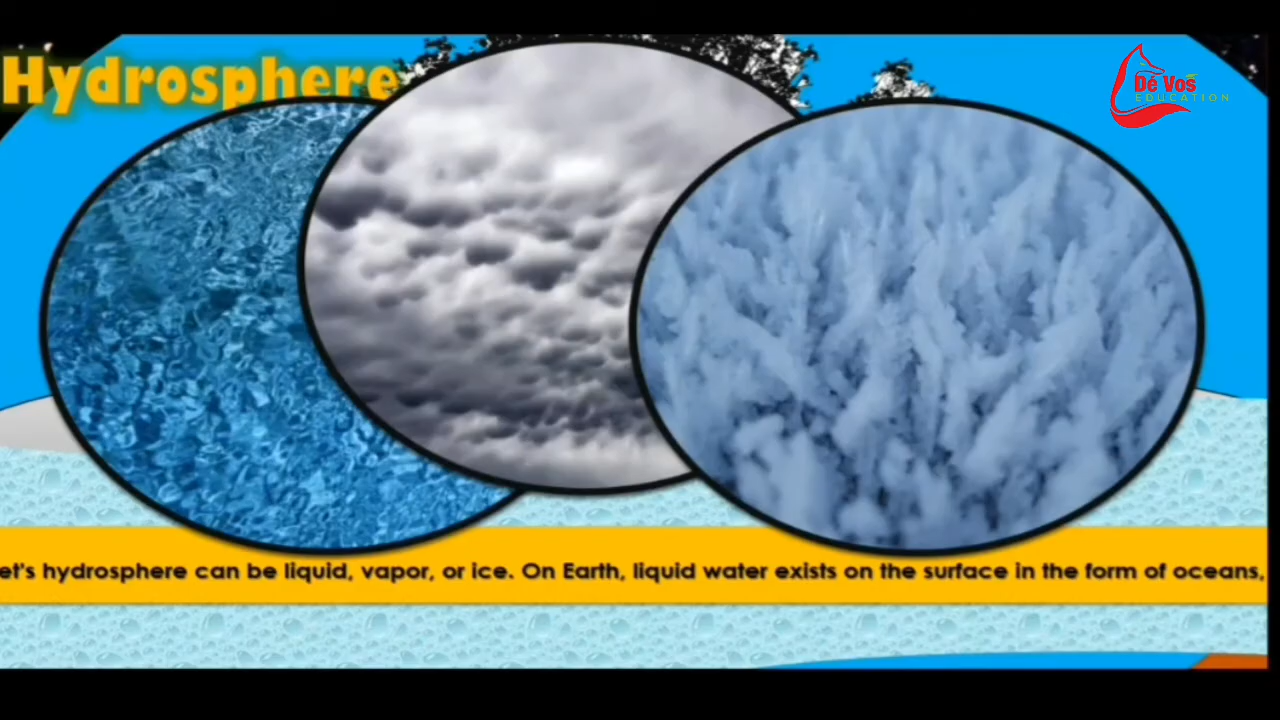 Hydrosphere
Dé Vos
EDUCATION
et's hydrosphere can be liquid, vapor, or ice. On Earth, liquid water exists on the surface in the form of oceans,